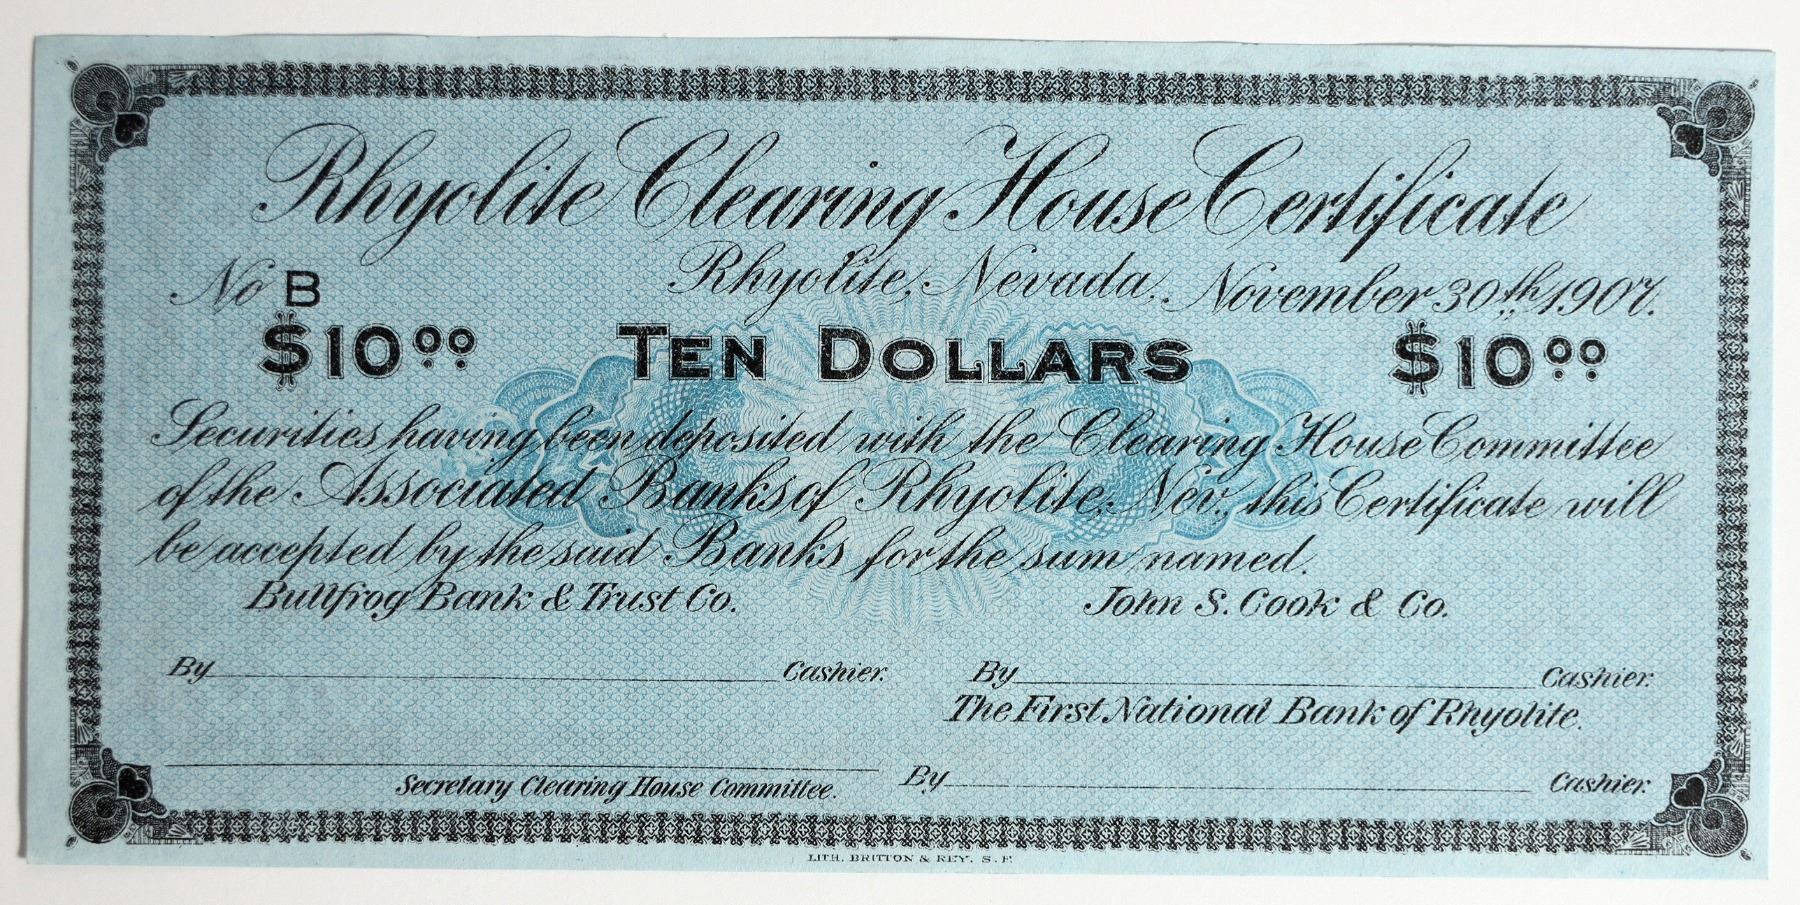 Rhyolite Clearing House Certificate
Rhyolite, Nevada, November 30th, 1907.
No B
$10.00 TEN DOLLARS $10.00
Securities having been deposited with the Clearing House Committee
of the Associated Banks of Rhyolite, Nev., this Certificate will
be accepted by the said Banks for the sum named.
Bullfrog Bank & Trust Co. John S. Cook & Co.
By Cashier. By Cashier.
The First National Bank of Rhyolite.
Secretary Clearing House Committee. By Cashier.
LITH. BRITTON & REY. S. F.